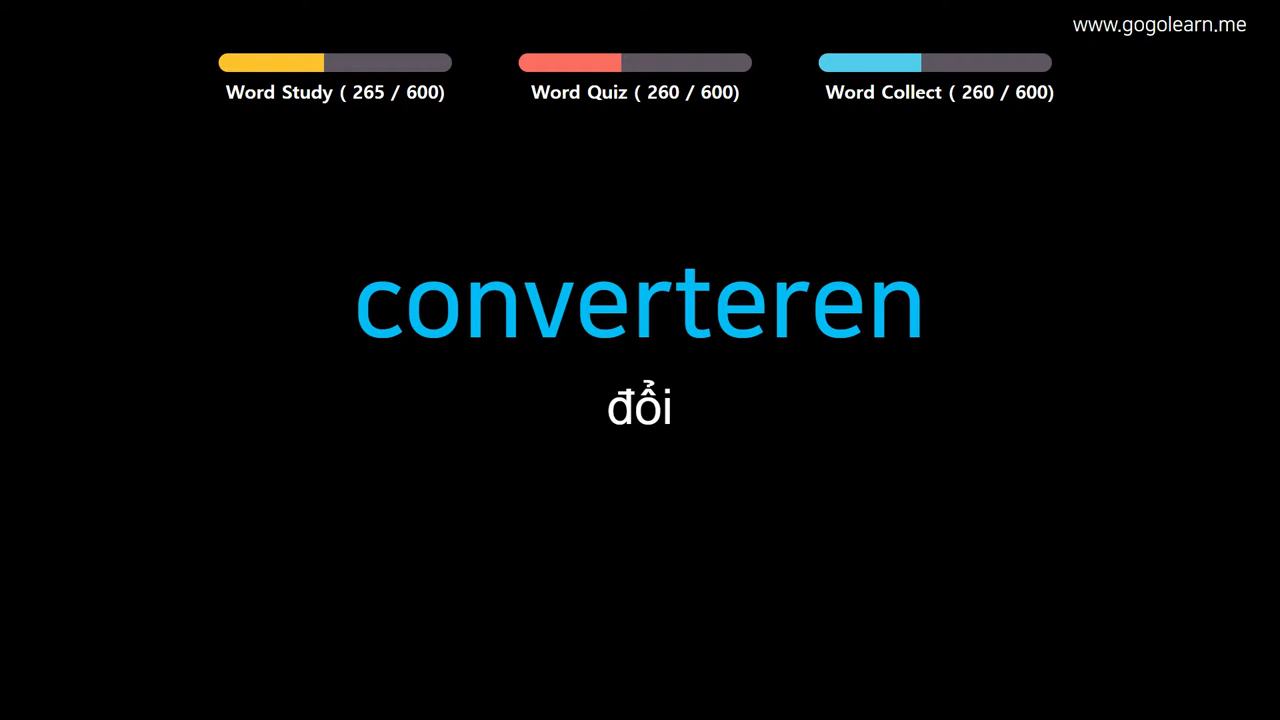 www.gogolearn.me
Word Study ( 265 / 600)
Word Quiz ( 260 / 600)
Word Collect ( 260 / 600)
converteren
đổi